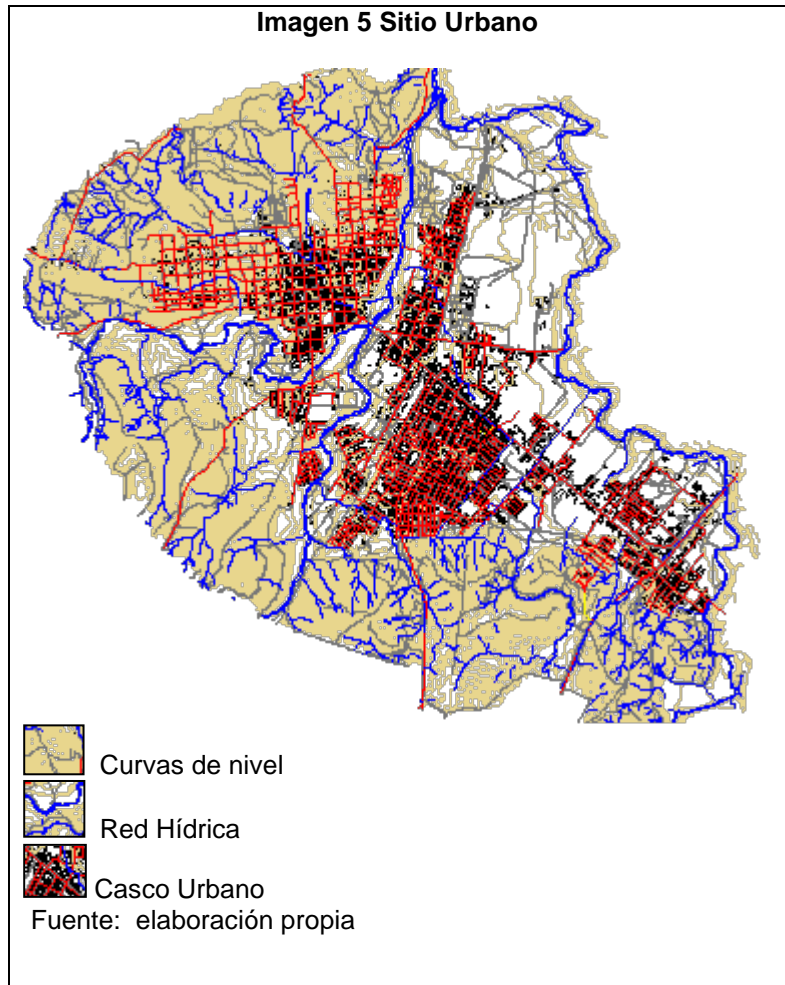 Imagen 5 Sitio Urbano
Curvas de nivel
Red Hídrica
Casco Urbano
Fuente: elaboración propia